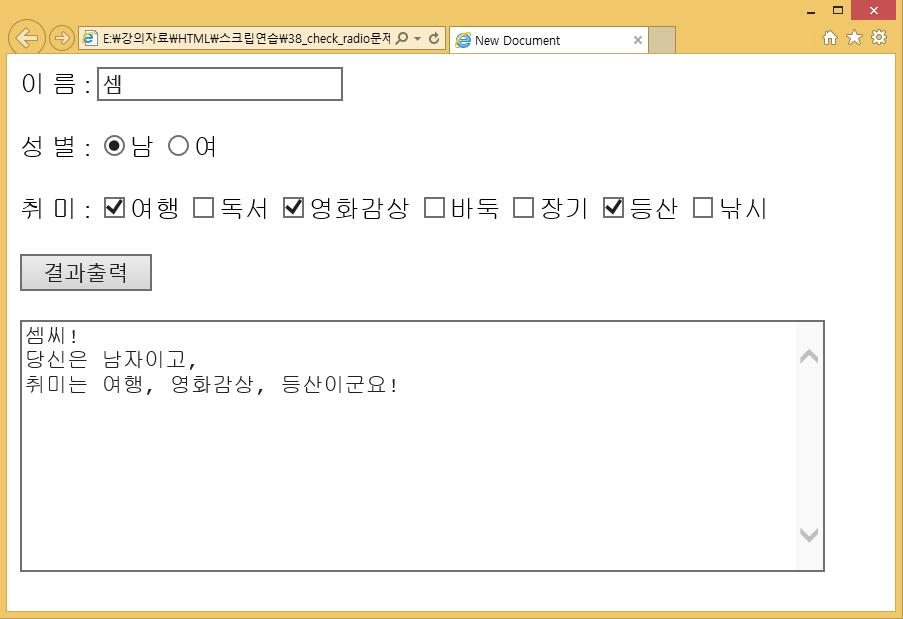 E:₩강의자료₩HTML₩스크립연습₩38_check_radio문제
New Document
이 름 : 셈
성 별 : 남 여
취 미 : 여행 독서 영화감상 바둑 장기 등산 낚시
결과출력
셈씨!
당신은 남자이고,
취미는 여행, 영화감상, 등산이군요!